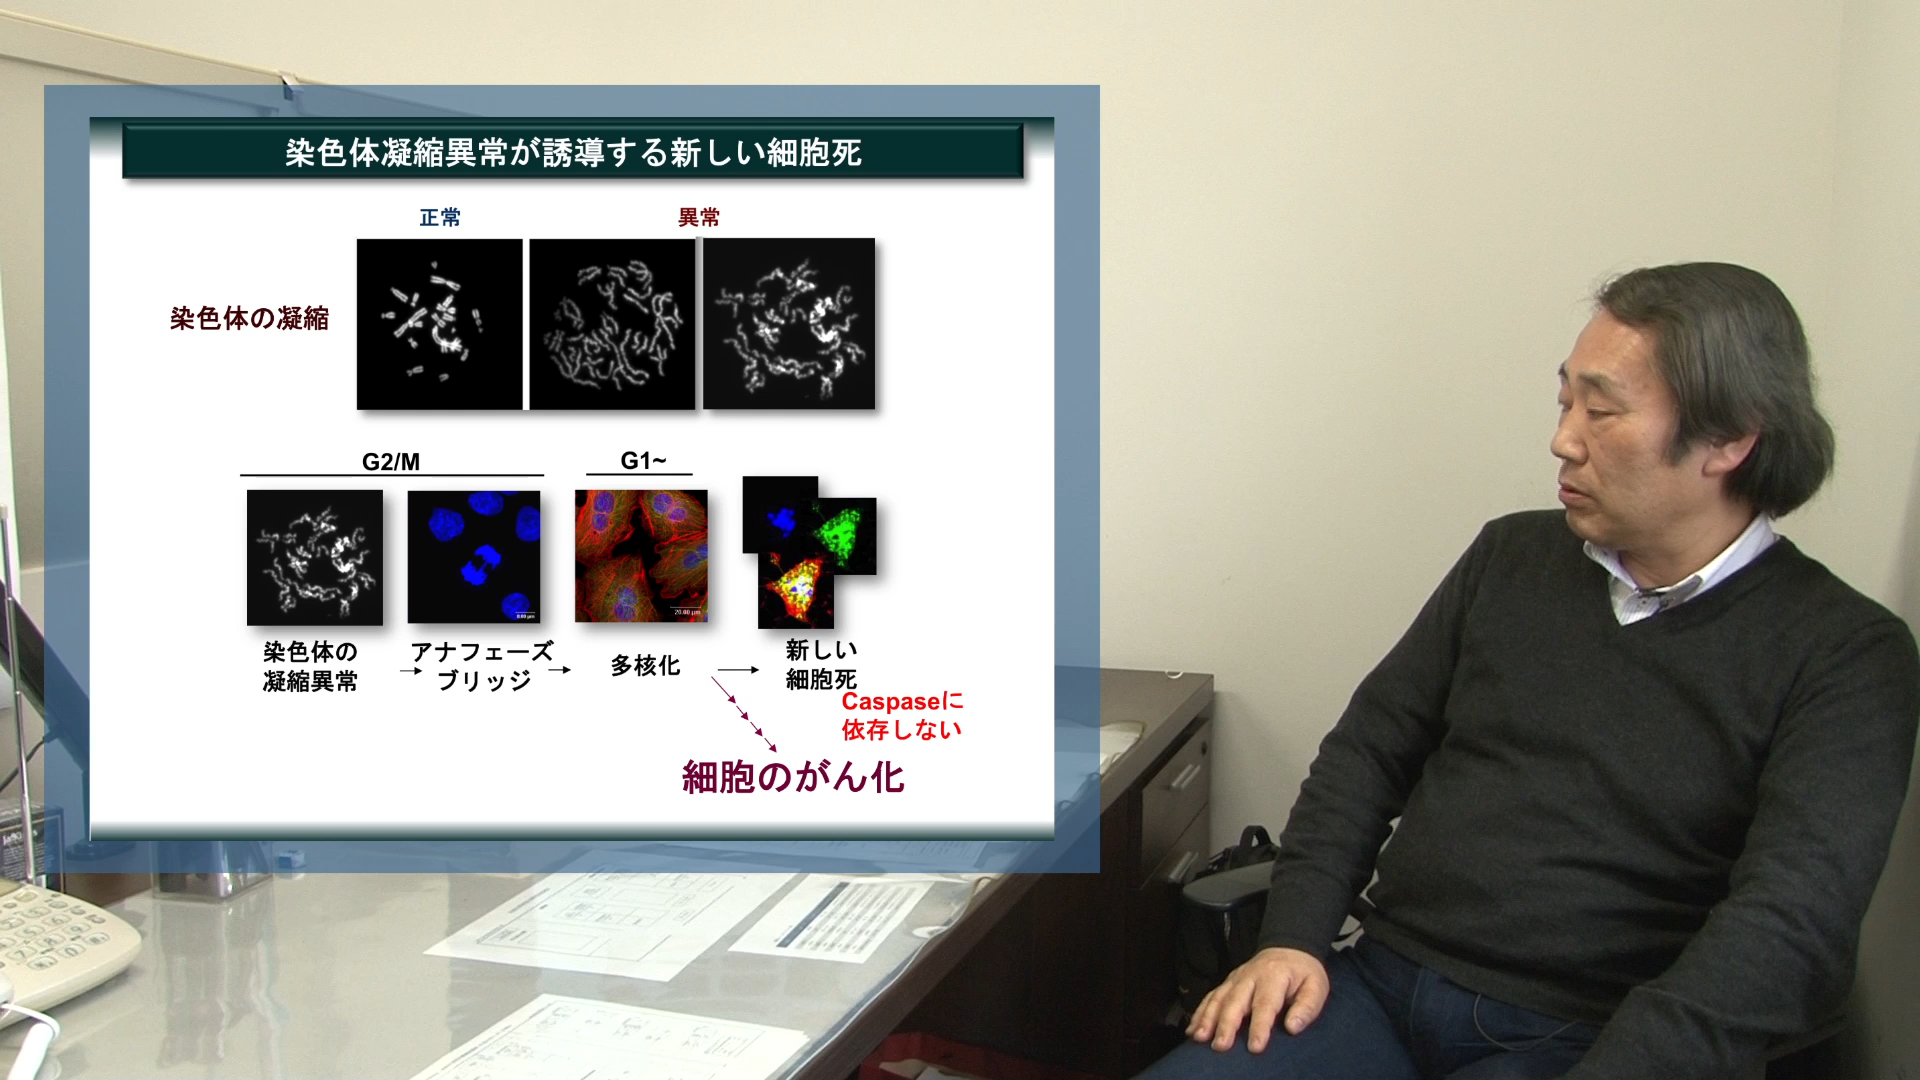 染色体凝縮異常が誘導する新しい細胞死
正常
異常
染色体の凝縮
G2/M
G1~
20.00 μm
染色体の
凝縮異常
アナフェーズ
ブリッジ
多核化
新しい
細胞死
Caspaseに
依存しない
細胞のがん化